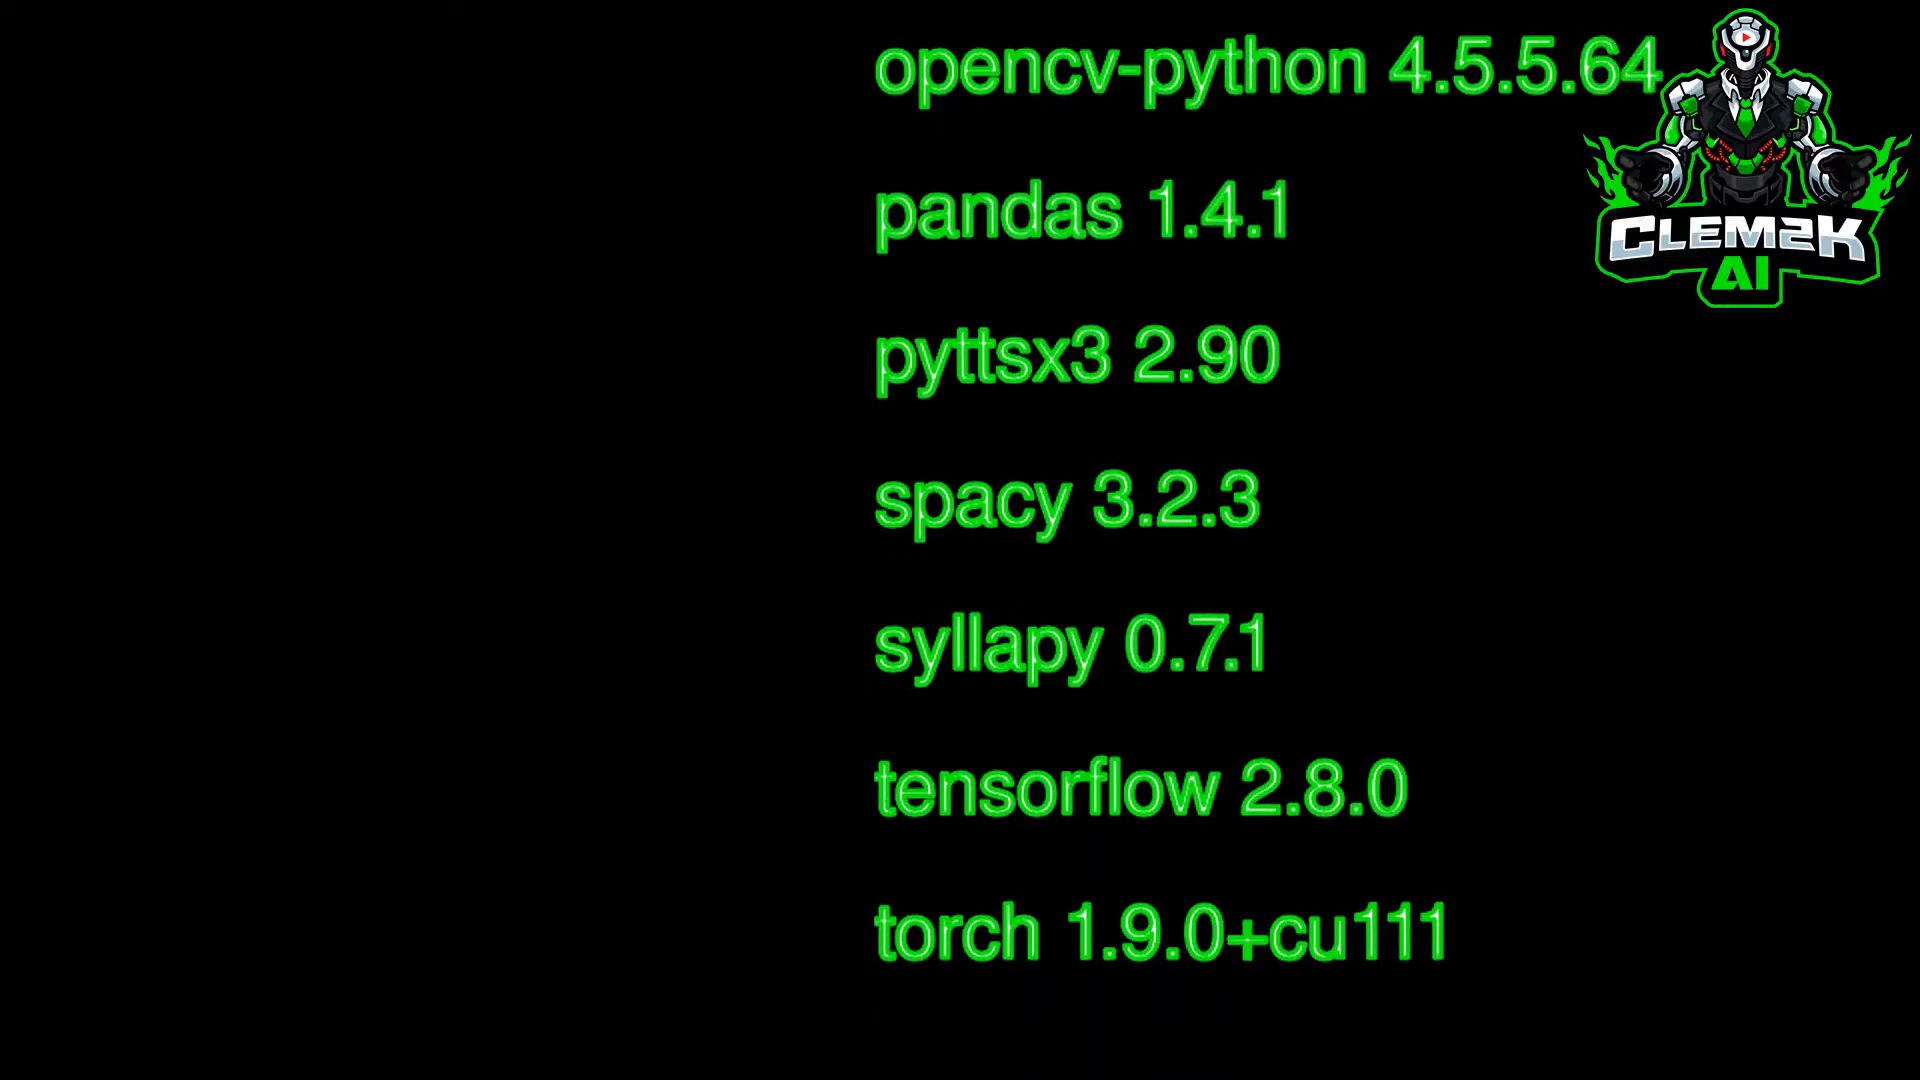 opencv-python 4.5.5.64
pandas 1.4.1
pyttsx3 2.90
spacy 3.2.3
syllapy 0.7.1
tensorflow 2.8.0
torch 1.9.0+cu111
CLEM2K
AI